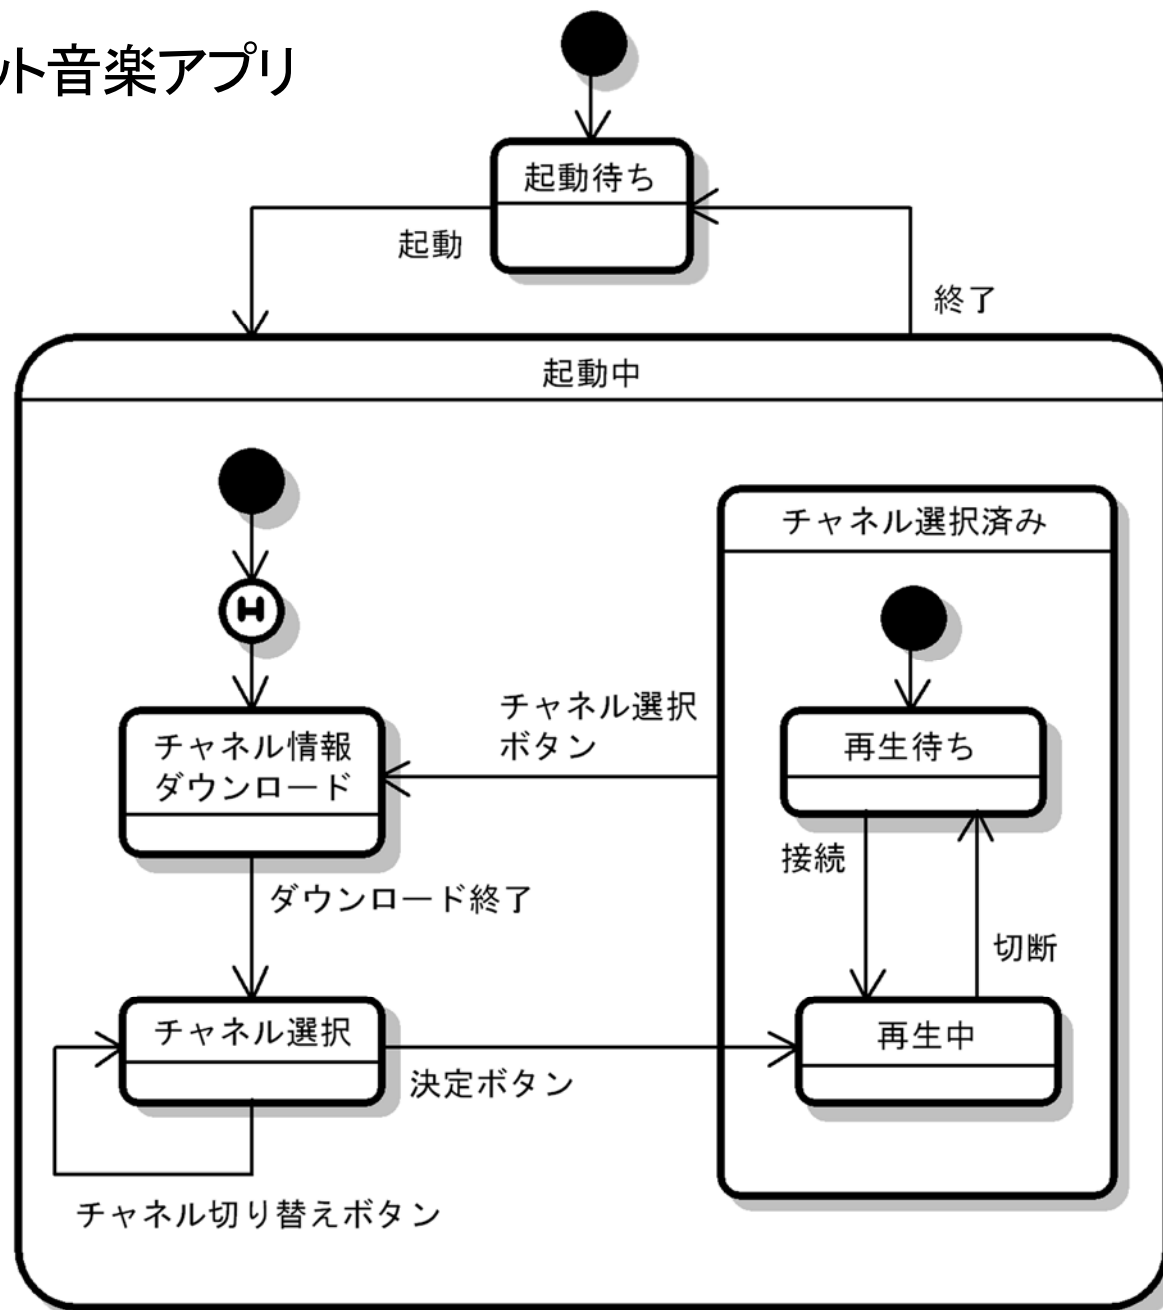 ット音楽アプリ
起動待ち
起動
終了
起動中
チャネル選択済み
H
チャネル選択
ボタン
チャネル情報
ダウンロード
再生待ち
接続
ダウンロード終了
切断
チャネル選択
再生中
決定ボタン
チャネル切り替えボタン